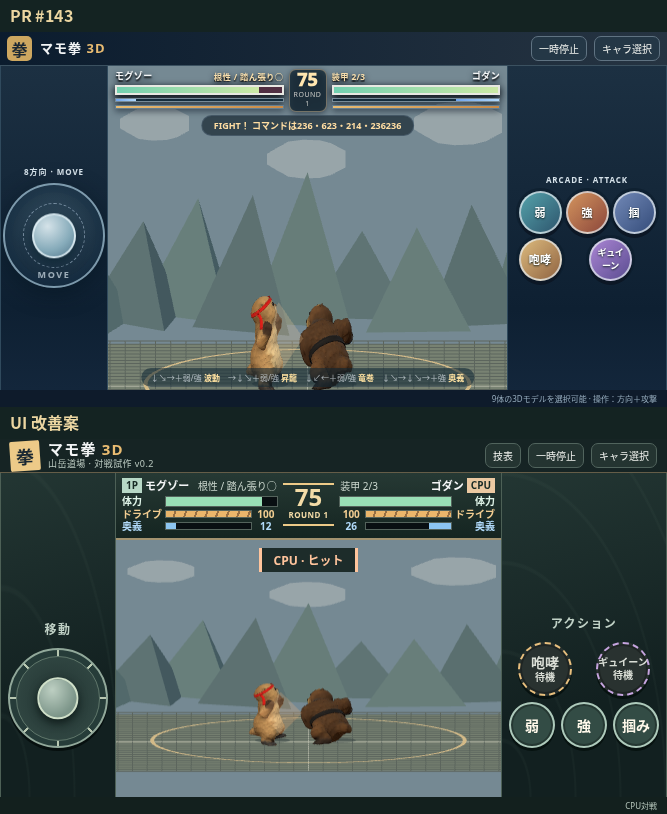 PR #143
拳 マモ拳 3D 一時停止 キャラ選択
モグゾー 根性 / 踏ん張り○ 75 装甲 2/3 ゴダン
ROUND
1
FIGHT！ コマンドは236・623・214・236236
8方向・MOVE
MOVE
ARCADE・ATTACK
弱 強 掴
咆哮 ギュイーン
↓↘→＋弱/強 波動 →↓↘＋弱/強 昇龍 ↓↙←＋弱/強 竜巻 ↓↘→↓↘→＋強 奥義
9体の3Dモデルを選択可能・操作：方向＋攻撃
UI 改善案
拳 マモ拳 3D 技表 一時停止 キャラ選択
山岳道場・対戦試作 v0.2
1P モグゾー 根性 / 踏ん張り○ 75 装甲 2/3 ゴダン CPU
体力 ROUND 1 体力
ドライブ 100 100 ドライブ
奥義 12 26 奥義
CPU・ヒット
移動
アクション
咆哮 ギュイーン
待機 待機
弱 強 掴み
CPU対戦